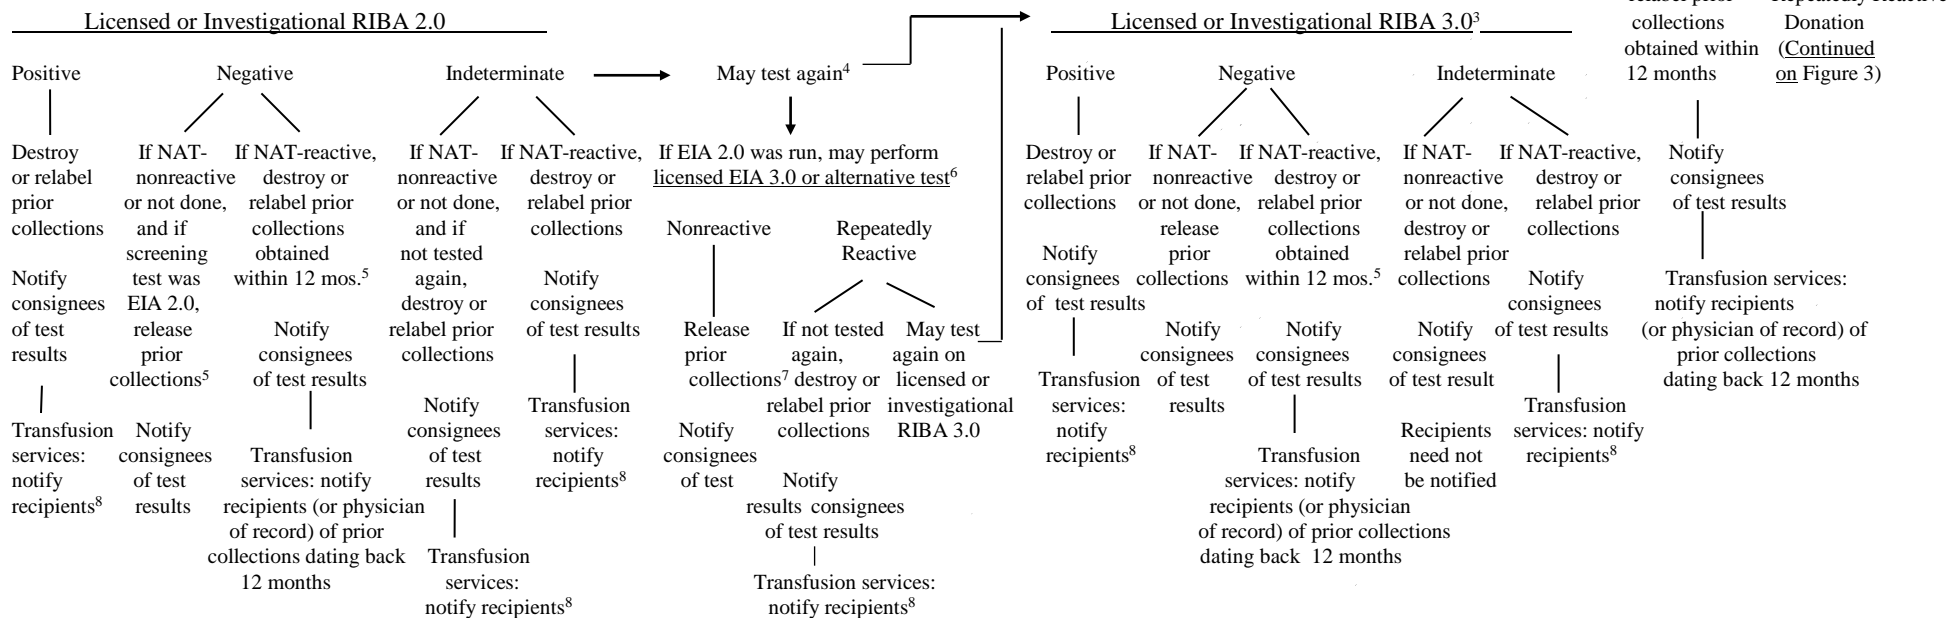 Licensed or Investigational RIBA 2.0
Positive
Destroy
or relabel
prior
collections
Notify
consignees
of test
results
Transfusion
services:
notify
recipients8
Negative
If NAT-
nonreactive
or not done,
and if
screening
test was
EIA 2.0,
release
prior
collections5
Notify
consignees
of test
results
If NAT-reactive,
destroy or
relabel prior
collections
obtained
within 12 mos.5
Notify
consignees
of test results
Transfusion
services: notify
recipients (or physician
of record) of prior
collections dating back
12 months
Indeterminate
If NAT-
nonreactive
or not done,
and if
not tested
again,
destroy or
relabel prior
collections
Notify
consignees
of test
results
Transfusion
services:
notify recipients8
If NAT-reactive,
destroy or
relabel prior
collections
Notify
consignees
of test results
Transfusion
services:
notify
recipients8
May test again4
If EIA 2.0 was run, may perform
licensed EIA 3.0 or alternative test6
Nonreactive
Release
prior
collections7
Notify
consignees
of test
Repeatedly
Reactive
If not tested
again,
destroy or
relabel prior
collections
Notify
results consignees
of test results
Transfusion services:
notify recipients8
May test
again on
licensed or
investigational
RIBA 3.0
Licensed or Investigational RIBA 3.03
Positive
Destroy or
relabel prior
collections
Notify
consignees
of test results
Transfusion
services:
notify
recipients8
Negative
If NAT-
nonreactive
or not done,
release
prior
collections
Notify
consignees
of test
results
If NAT-reactive,
destroy or
relabel prior
collections
obtained
within 12 mos.5
Notify
consignees
of test results
Transfusion
services: notify
recipients (or physician
of record) of prior collections
dating back 12 months
Indeterminate
If NAT-
nonreactive
or not done,
destroy or
relabel prior
collections
Notify
consignees
of test result
Recipients
need not
be notified
If NAT-reactive,
destroy or
relabel prior
collections
Notify
consignees
of test results
Transfusion
services: notify
recipients8
relabel prior
collections
obtained within
12 months
Notify
consignees
of test results
Transfusion services:
notify recipients
(or physician of record) of
prior collections
dating back 12 months
Repeatedly Reactive
Donation
(Continued
on Figure 3)